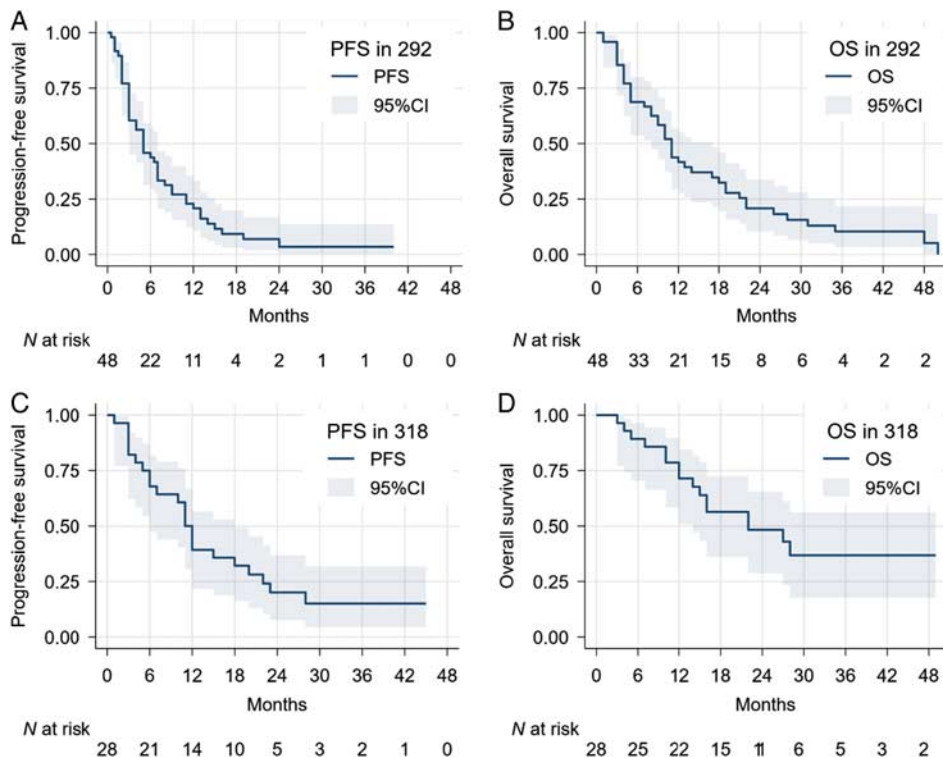 A
PFS in 292
PFS
95%CI
Progression-free survival
1.00
0.75
0.50
0.25
0.00
0 6 12 18 24 30 36 42 48
Months
N at risk
48 22 11 4 2 1 1 0 0
B
OS in 292
OS
95%CI
Overall survival
1.00
0.75
0.50
0.25
0.00
0 6 12 18 24 30 36 42 48
Months
N at risk
48 33 21 15 8 6 4 2 2
C
PFS in 318
PFS
95%CI
Progression-free survival
1.00
0.75
0.50
0.25
0.00
0 6 12 18 24 30 36 42 48
Months
N at risk
28 21 14 10 5 3 2 1 0
D
OS in 318
OS
95%CI
Overall survival
1.00
0.75
0.50
0.25
0.00
0 6 12 18 24 30 36 42 48
Months
N at risk
28 25 22 15 11 6 5 3 2